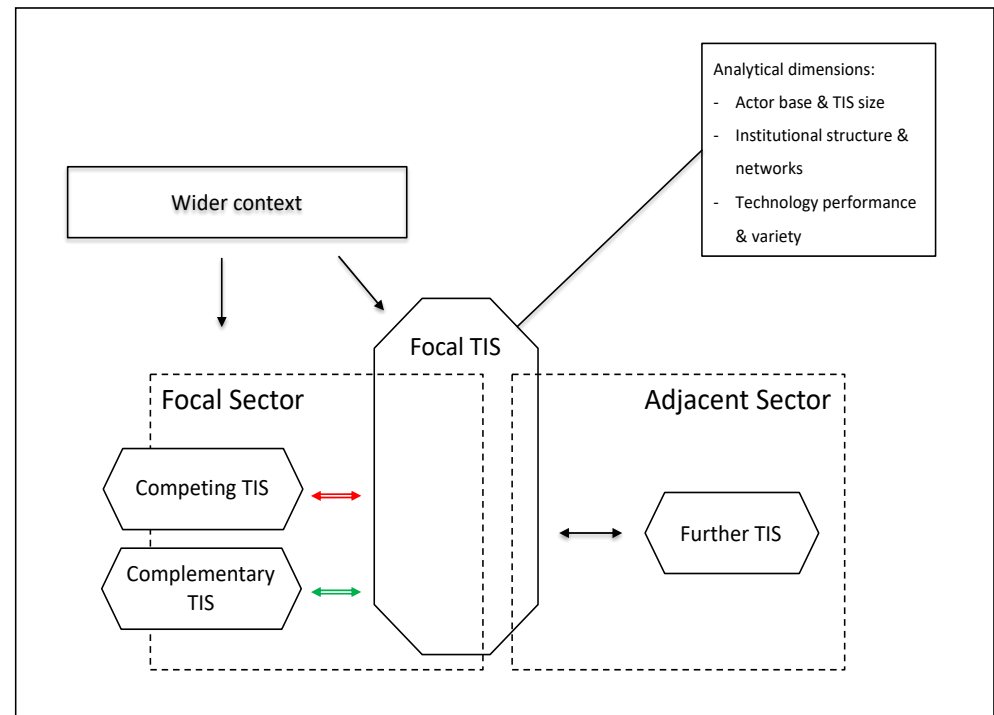 Analytical dimensions:
- Actor base & TIS size
- Institutional structure &
networks
- Technology performance
& variety
Wider context
Focal TIS
Focal Sector
Adjacent Sector
Competing TIS
Further TIS
Complementary
TIS